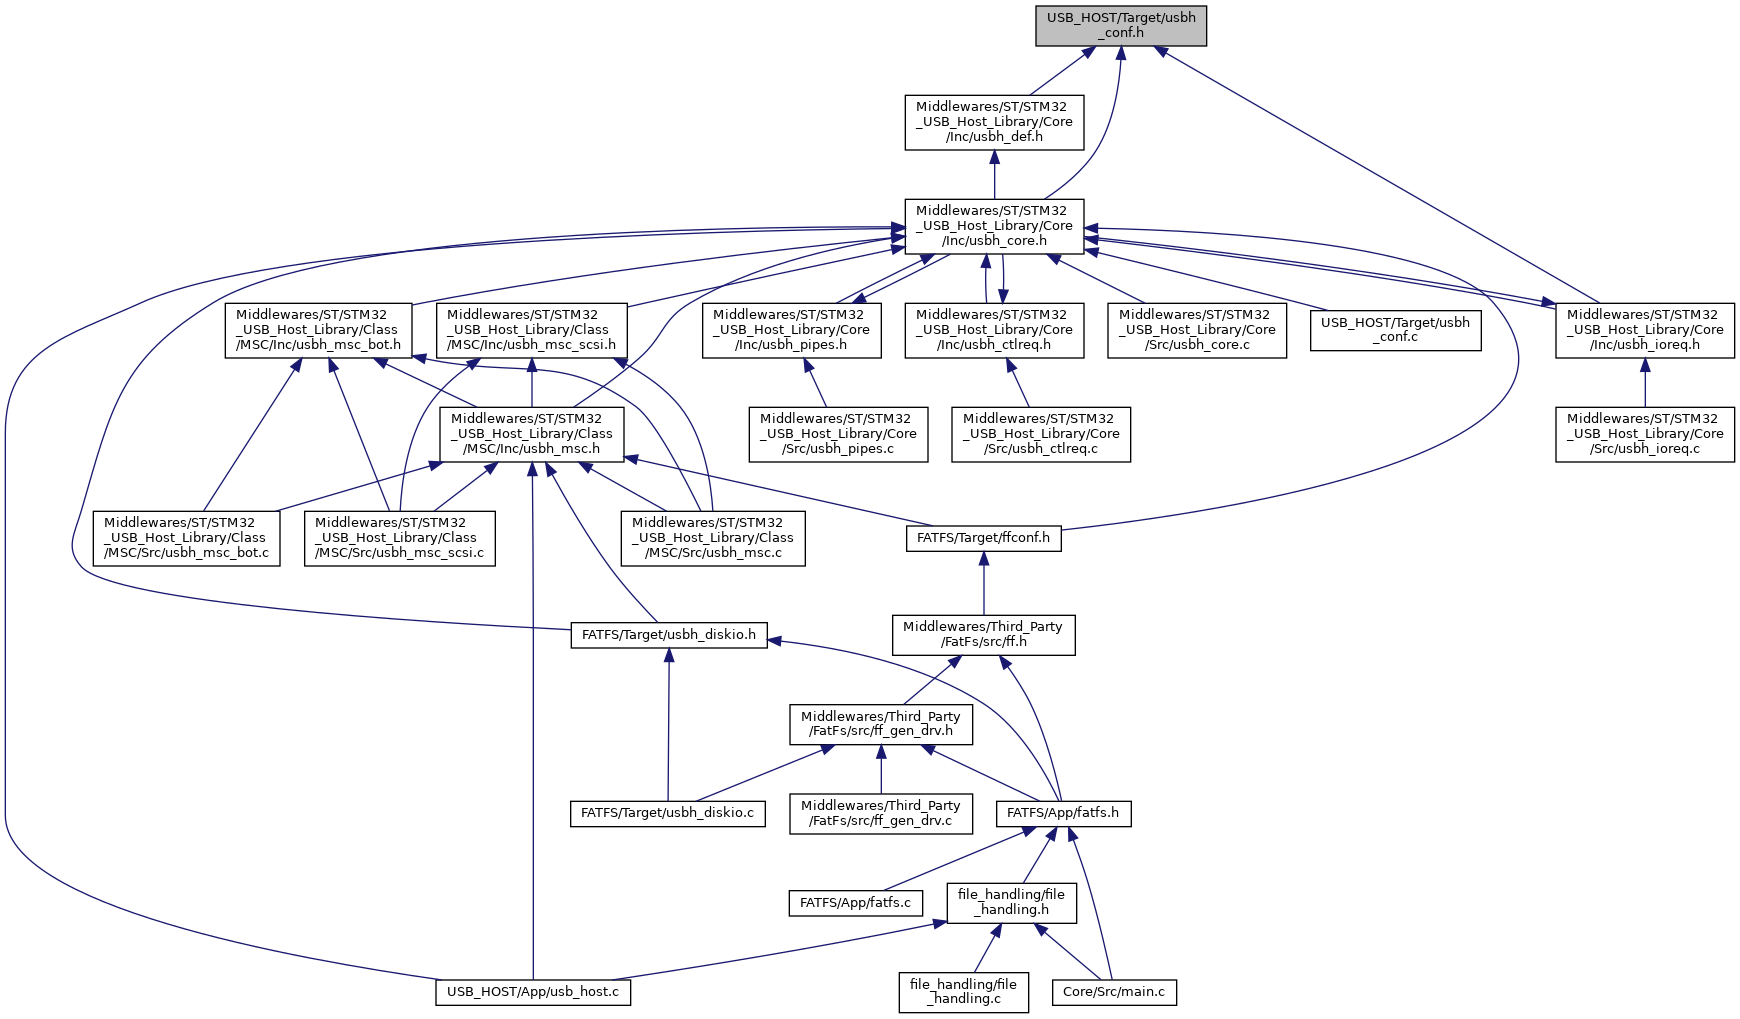 USB_HOST/Target/usbh
_conf.h
Middlewares/ST/STM32
_USB_Host_Library/Core
/Inc/usbh_def.h
Middlewares/ST/STM32
_USB_Host_Library/Core
/Inc/usbh_core.h
Middlewares/ST/STM32
_USB_Host_Library/Class
/MSC/Inc/usbh_msc_bot.h
Middlewares/ST/STM32
_USB_Host_Library/Class
/MSC/Inc/usbh_msc_scsi.h
Middlewares/ST/STM32
_USB_Host_Library/Core
/Inc/usbh_pipes.h
Middlewares/ST/STM32
_USB_Host_Library/Core
/Inc/usbh_ctlreq.h
Middlewares/ST/STM32
_USB_Host_Library/Core
/Src/usbh_core.c
USB_HOST/Target/usbh
_conf.c
Middlewares/ST/STM32
_USB_Host_Library/Core
/Inc/usbh_ioreq.h
Middlewares/ST/STM32
_USB_Host_Library/Class
/MSC/Inc/usbh_msc.h
Middlewares/ST/STM32
_USB_Host_Library/Core
/Src/usbh_pipes.c
Middlewares/ST/STM32
_USB_Host_Library/Core
/Src/usbh_ctlreq.c
Middlewares/ST/STM32
_USB_Host_Library/Core
/Src/usbh_ioreq.c
Middlewares/ST/STM32
_USB_Host_Library/Class
/MSC/Src/usbh_msc_bot.c
Middlewares/ST/STM32
_USB_Host_Library/Class
/MSC/Src/usbh_msc_scsi.c
Middlewares/ST/STM32
_USB_Host_Library/Class
/MSC/Src/usbh_msc.c
FATFS/Target/ffconf.h
FATFS/Target/usbh_diskio.h
Middlewares/Third_Party
/FatFs/src/ff.h
Middlewares/Third_Party
/FatFs/src/ff_gen_drv.h
FATFS/Target/usbh_diskio.c
Middlewares/Third_Party
/FatFs/src/ff_gen_drv.c
FATFS/App/fatfs.h
FATFS/App/fatfs.c
file_handling/file
_handling.h
USB_HOST/App/usb_host.c
file_handling/file
_handling.c
Core/Src/main.c